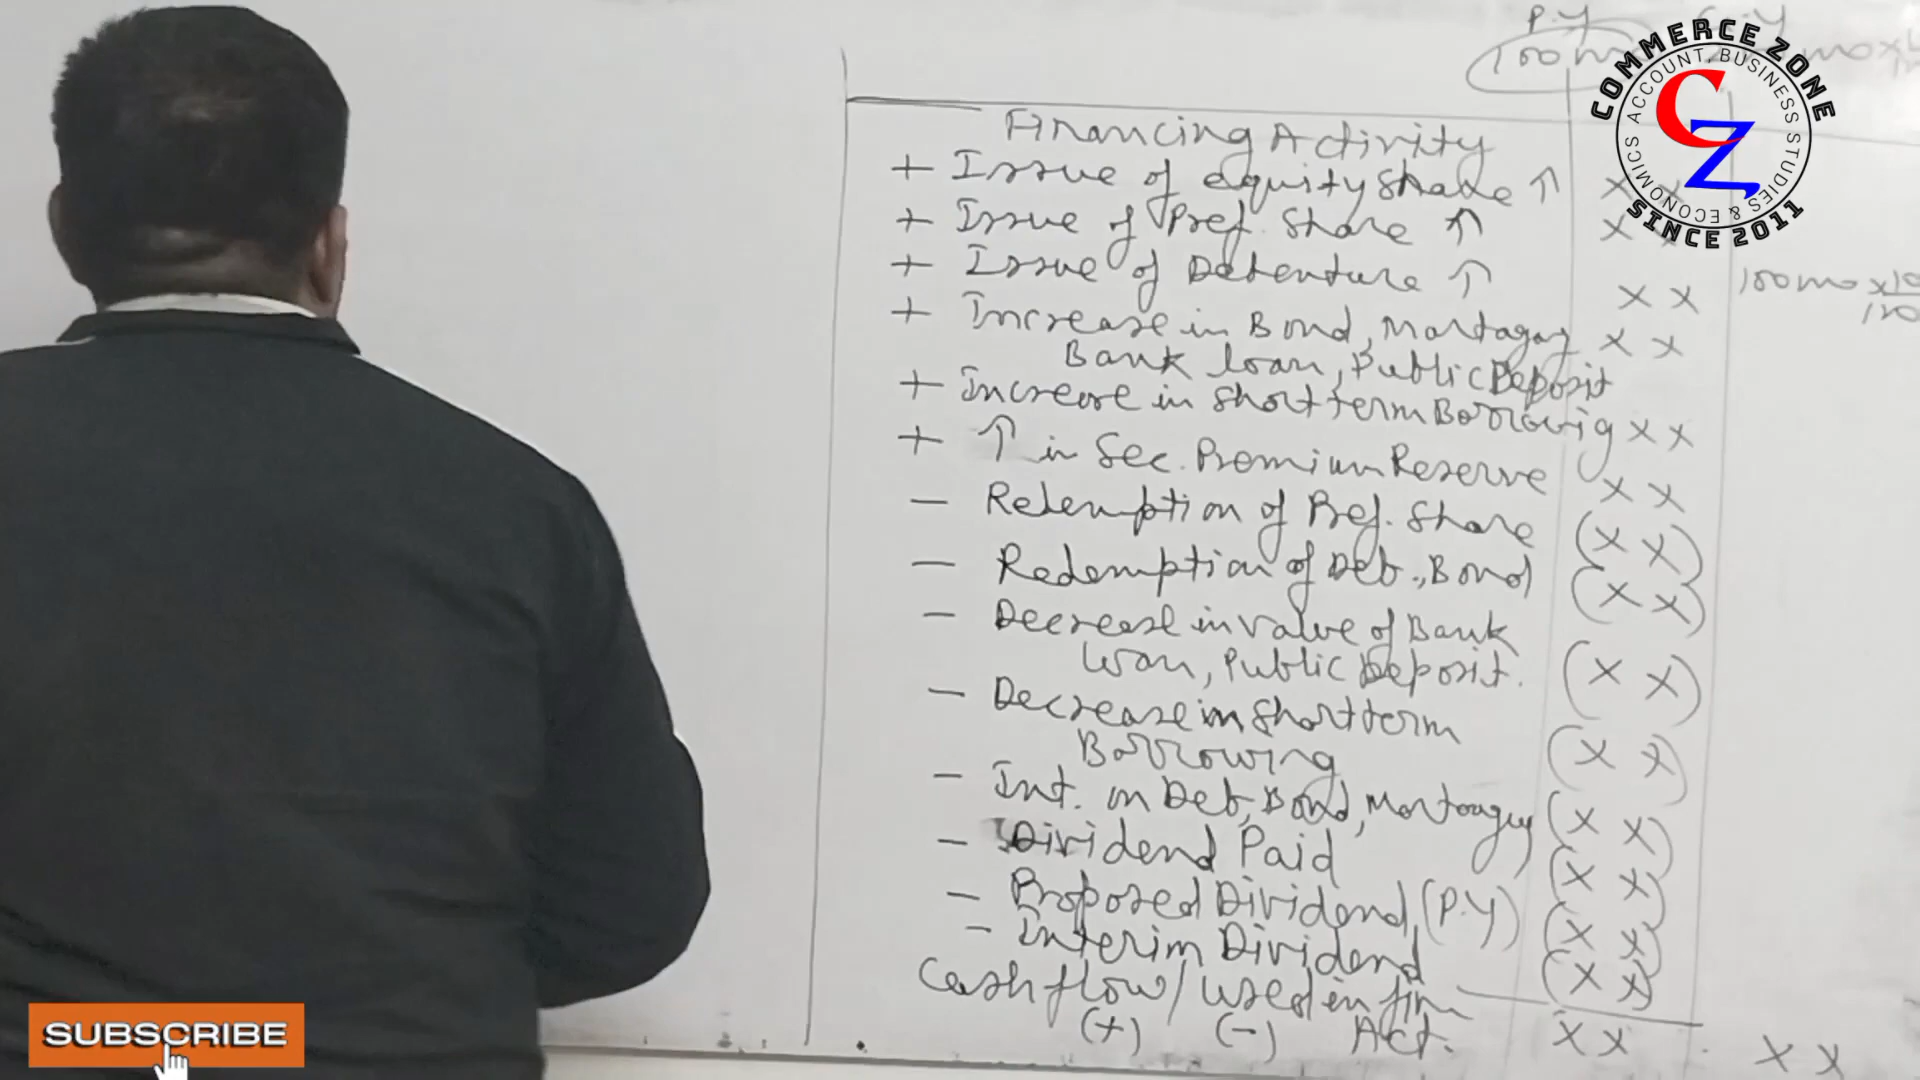 P.Y
COMMERCE ZONE
ACCOUNT, BUSINESS STUDIES & ECONOMICS
CZ
SINCE 2011
Financing Activity
+ Issue of equity Share ↑ X X
+ Issue of Pref. Share ↑ X X
+ Issue of Debenture ↑ X X
+ Increase in Bond, Mortagag X X
Bank loan, Public Deposit
+ Increase in Short term Borrowig X X
+ ↑ in Sec. Premium Reserve X X
- Redemption of Pref. Share (X X)
- Redemption of Deb., Bond (X X)
- Decrease in value of Bank
loan, Public Deposit. (X X)
- Decrease in Short term
Borrowing (X X)
- Int. on Deb, Bond, Mortgagy (X X)
- Dividend Paid (X X)
- Proposed Dividend (P.Y) (X X)
- Interim Dividend (X X)
Cash flow / used in fin
(+) (-) Act. X X
X X
SUBSCRIBE